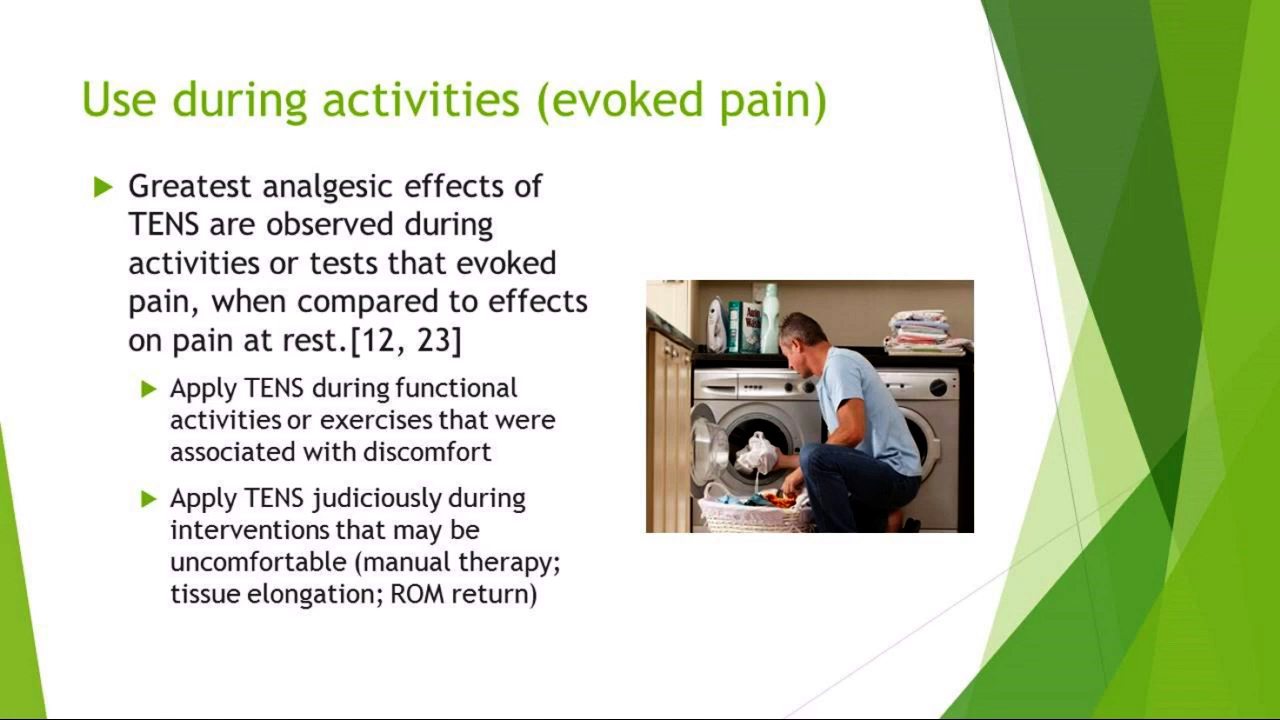 Use during activities (evoked pain)
Greatest analgesic effects of
TENS are observed during
activities or tests that evoked
pain, when compared to effects
on pain at rest.[12, 23]
Apply TENS during functional
activities or exercises that were
associated with discomfort
Apply TENS judiciously during
interventions that may be
uncomfortable (manual therapy;
tissue elongation; ROM return)